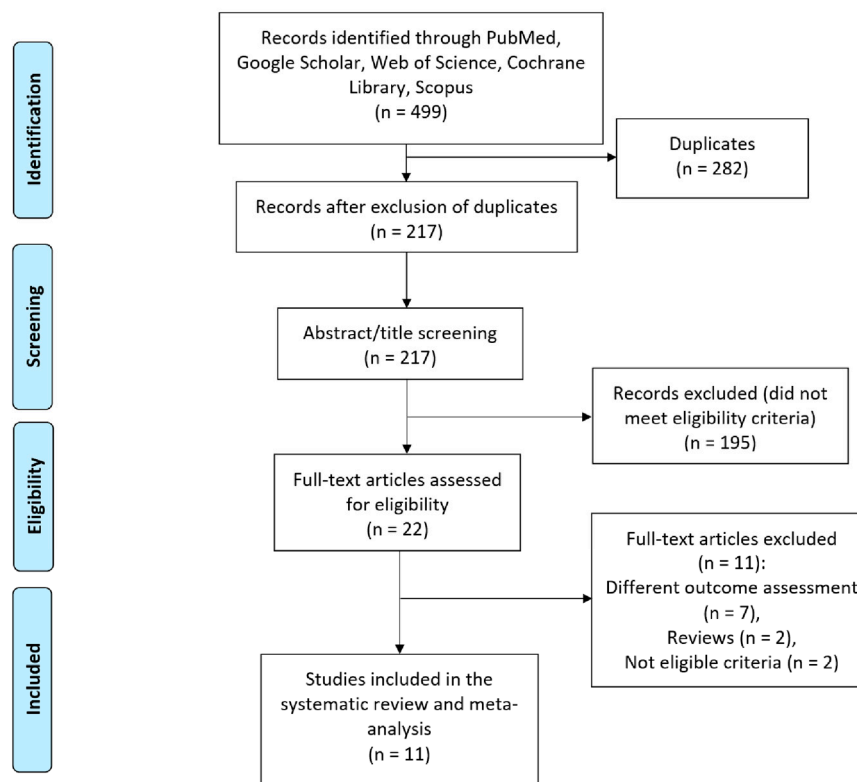 Identification
Records identified through PubMed,
Google Scholar, Web of Science, Cochrane
Library, Scopus
(n = 499)
Duplicates
(n = 282)
Records after exclusion of duplicates
(n = 217)
Screening
Abstract/title screening
(n = 217)
Records excluded (did not
meet eligibility criteria)
(n = 195)
Eligibility
Full-text articles assessed
for eligibility
(n = 22)
Full-text articles excluded
(n = 11):
Different outcome assessment
(n = 7),
Reviews (n = 2),
Not eligible criteria (n = 2)
Included
Studies included in the
systematic review and meta-
analysis
(n = 11)